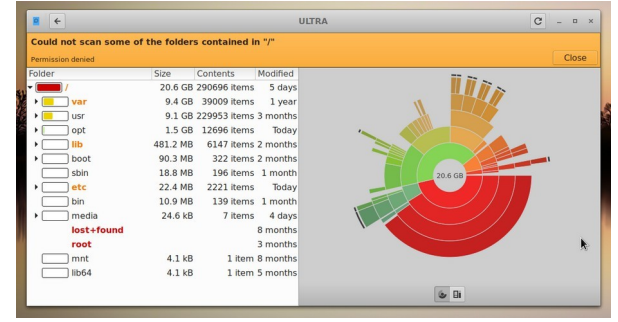 ULTRA
Could not scan some of the folders contained in "/"
Permission denied
Close
Folder Size Contents Modified
/ 20.6 GB 290696 items 5 days
var 9.4 GB 39009 items 1 year
usr 9.1 GB 229953 items 3 months
opt 1.5 GB 12696 items Today
lib 481.2 MB 6147 items 2 months
boot 90.3 MB 322 items 2 months
sbin 18.8 MB 196 items 1 month
etc 22.4 MB 2221 items Today
bin 10.9 MB 139 items 1 month
media 24.6 kB 7 items 4 days
lost+found 8 months
root 3 months
mnt 4.1 kB 1 item 8 months
lib64 4.1 kB 1 item 5 months
20.6 GB